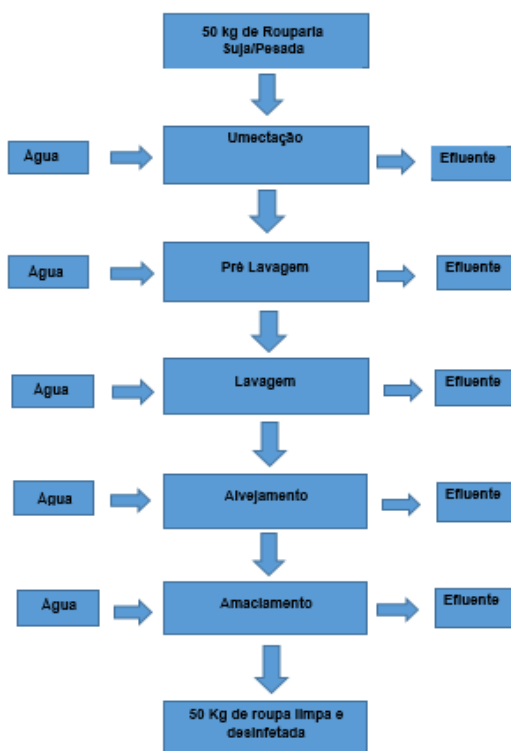 50 kg de Rouparia
Suja/Pesada
Umectação
Água
Efluente
Pré Lavagem
Água
Efluente
Lavagem
Água
Efluente
Alvejamento
Água
Efluente
Amaciamento
Água
Efluente
50 Kg de roupa limpa e
desinfetada